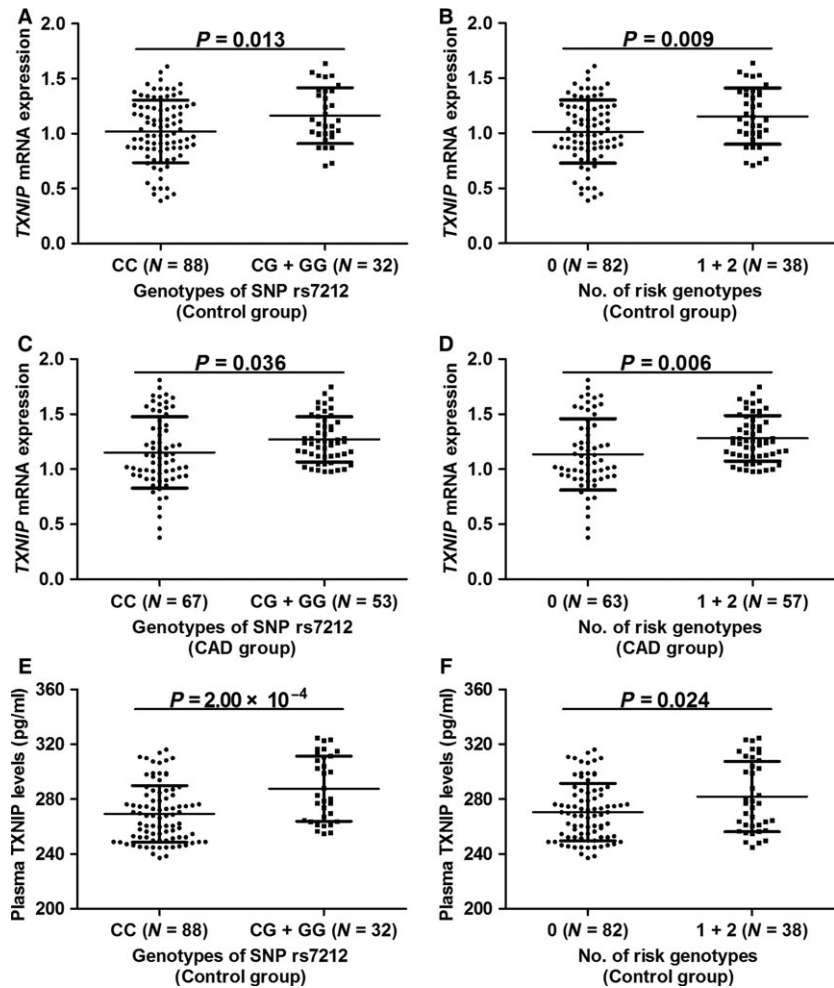 A
P = 0.013
TXNIP mRNA expression
2.0
1.5
1.0
0.5
0.0
CC (N = 88) CG + GG (N = 32)
Genotypes of SNP rs7212
(Control group)
B
P = 0.009
TXNIP mRNA expression
2.0
1.5
1.0
0.5
0.0
0 (N = 82) 1 + 2 (N = 38)
No. of risk genotypes
(Control group)
C
P = 0.036
TXNIP mRNA expression
2.0
1.5
1.0
0.5
0.0
CC (N = 67) CG + GG (N = 53)
Genotypes of SNP rs7212
(CAD group)
D
P = 0.006
TXNIP mRNA expression
2.0
1.5
1.0
0.5
0.0
0 (N = 63) 1 + 2 (N = 57)
No. of risk genotypes
(CAD group)
E
P = 2.00 × 10⁻⁴
Plasma TXNIP levels (pg/ml)
360
320
280
240
200
CC (N = 88) CG + GG (N = 32)
Genotypes of SNP rs7212
(Control group)
F
P = 0.024
Plasma TXNIP levels (pg/ml)
360
320
280
240
200
0 (N = 82) 1 + 2 (N = 38)
No. of risk genotypes
(Control group)